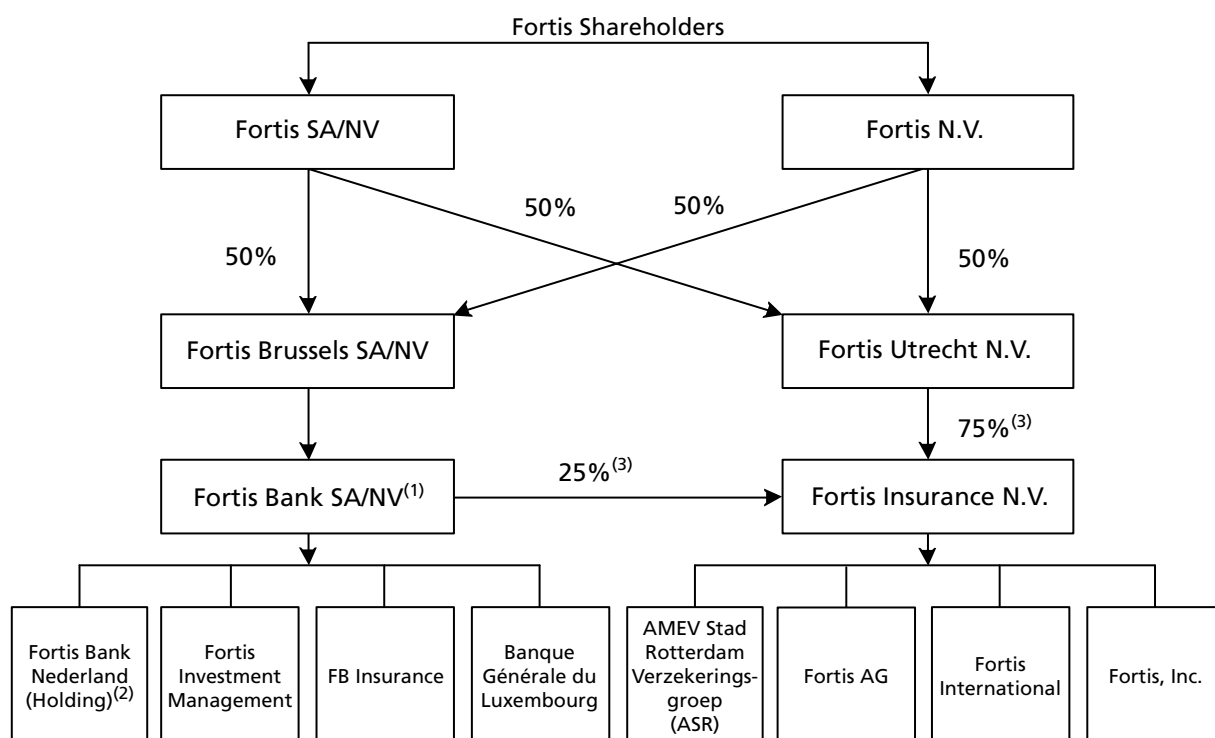 Fortis Shareholders
Fortis SA/NV
Fortis N.V.
50%
50%
50%
50%
Fortis Brussels SA/NV
Fortis Utrecht N.V.
75%(3)
25%(3)
Fortis Bank SA/NV(1)
Fortis Insurance N.V.
Fortis Bank
Nederland
(Holding)(2)
Fortis
Investment
Management
FB Insurance
Banque
Générale du
Luxembourg
AMEV Stad
Rotterdam
Verzekerings-
groep
(ASR)
Fortis AG
Fortis
International
Fortis, Inc.